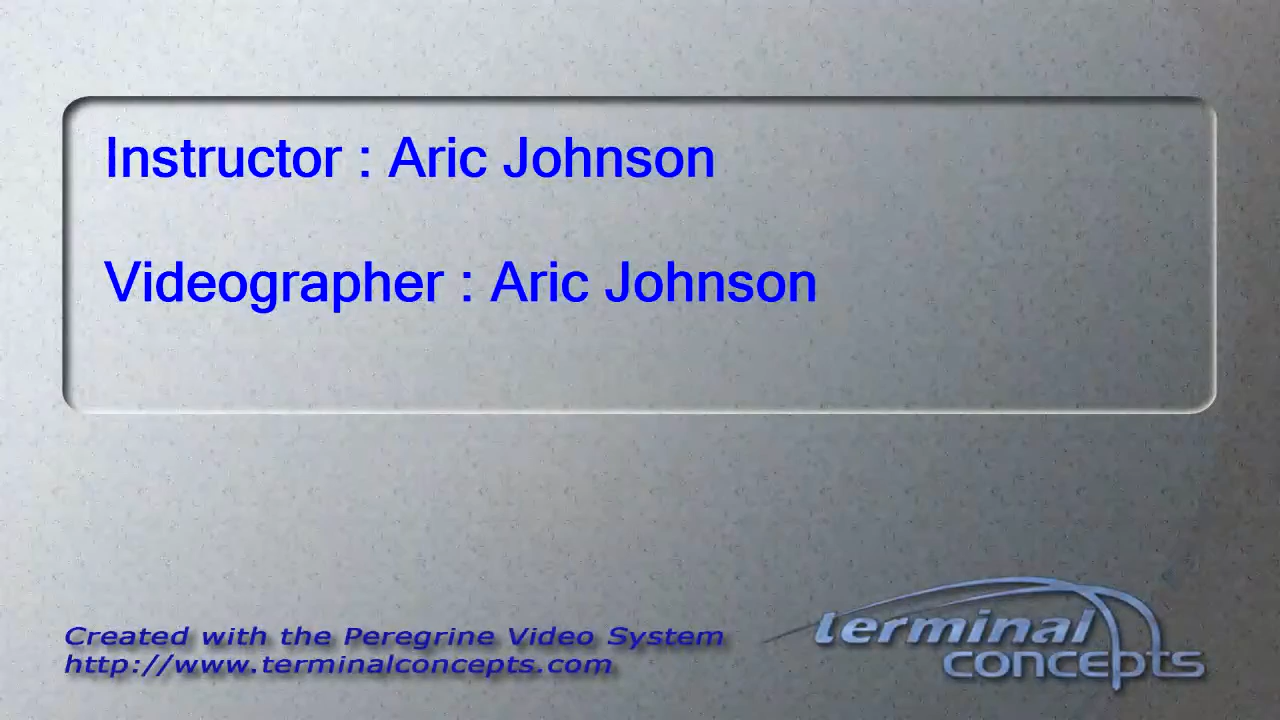 Instructor : Aric Johnson
Videographer : Aric Johnson
Created with the Peregrine Video System
http://www.terminalconcepts.com
terminal
concepts